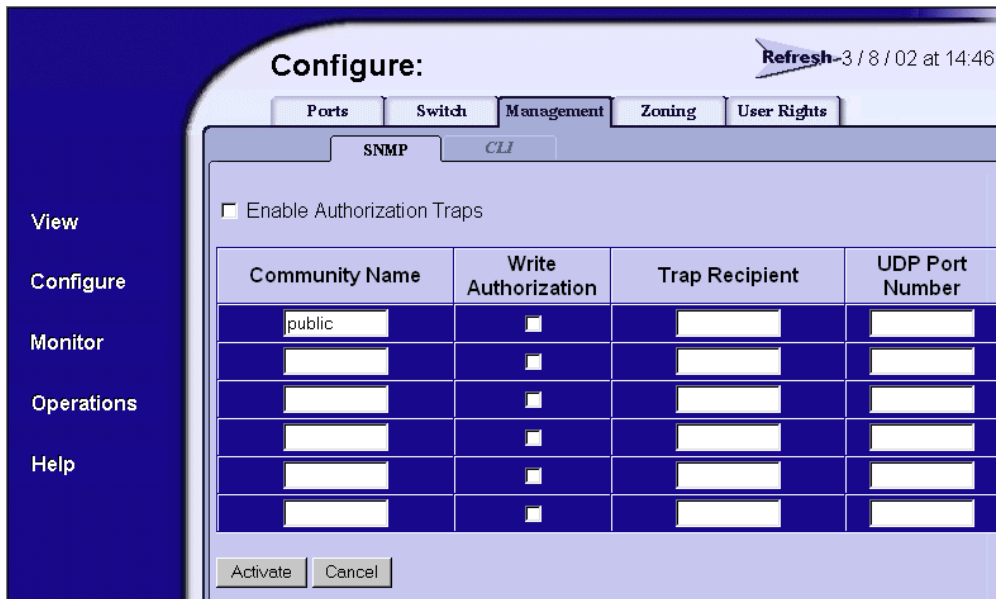 Configure:
Refresh-3 / 8 / 02 at 14:46
Ports Switch Management Zoning User Rights
SNMP CLI
Enable Authorization Traps
View
Configure
Monitor
Operations
Help
Community Name Write Authorization Trap Recipient UDP Port Number
public
Activate Cancel